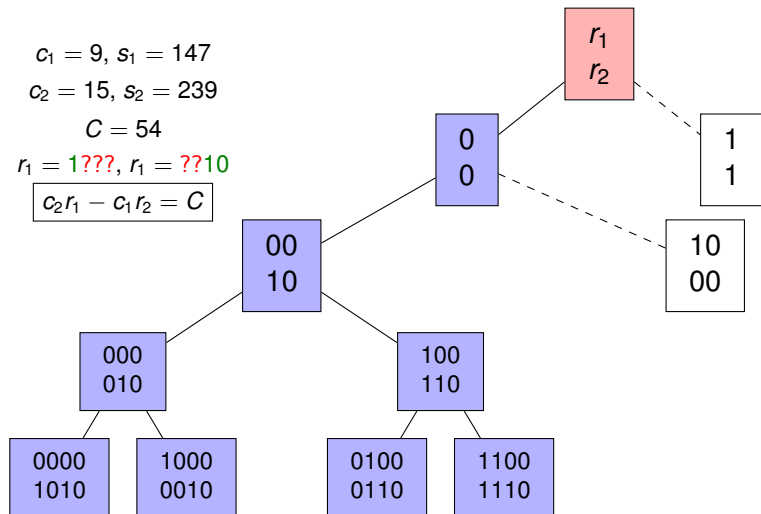 c₁ = 9, s₁ = 147
c₂ = 15, s₂ = 239
C = 54
r₁ = 1???, r₁ = ??10
c₂r₁ − c₁r₂ = C
r₁
r₂
0
0
1
1
00
10
10
00
000
010
100
110
0000
1010
1000
0010
0100
0110
1100
1110